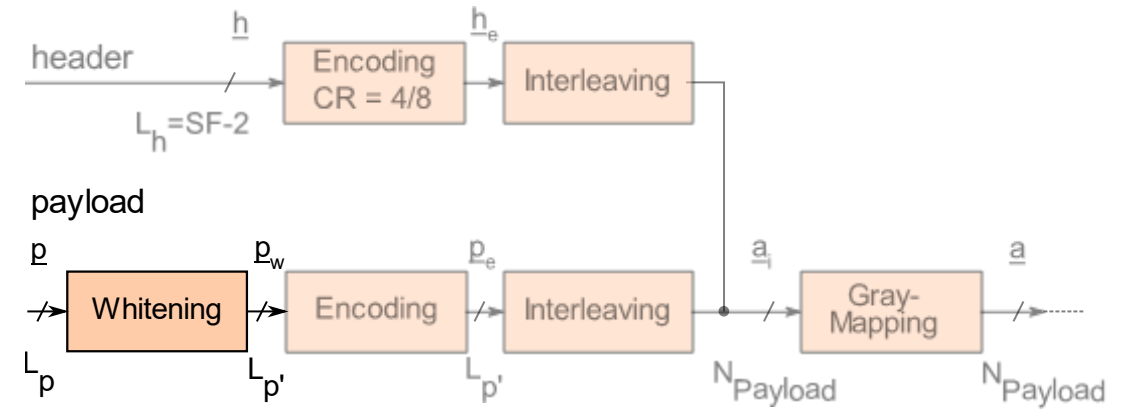 header
h
L_h=SF-2
Encoding
CR = 4/8
h_e
Interleaving
payload
p
L_p
Whitening
p_w
L_p'
Encoding
p_e
L_p'
Interleaving
a_i
N_Payload
Gray-
Mapping
a
N_Payload